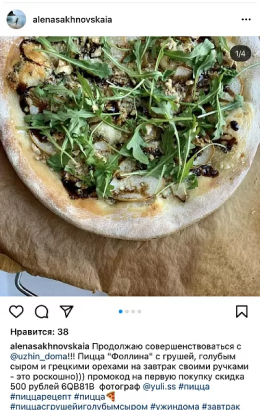 alenasakhnovskaia
1/4
Нравится: 38
alenasakhnovskaia Продолжаю совершенствоваться с
@uzhin_doma!!! Пицца "Фоллина" с грушей, голубым
сыром и грецкими орехами на завтрак своими ручками
- это роскошно))) промокод на первую покупку скидка
500 рублей 6QB81B фотограф @yuli.ss #пицца
#пиццарецепт #пицца🍕
#пиццасгрушейиголубымсыром #ужиндома #завтрак